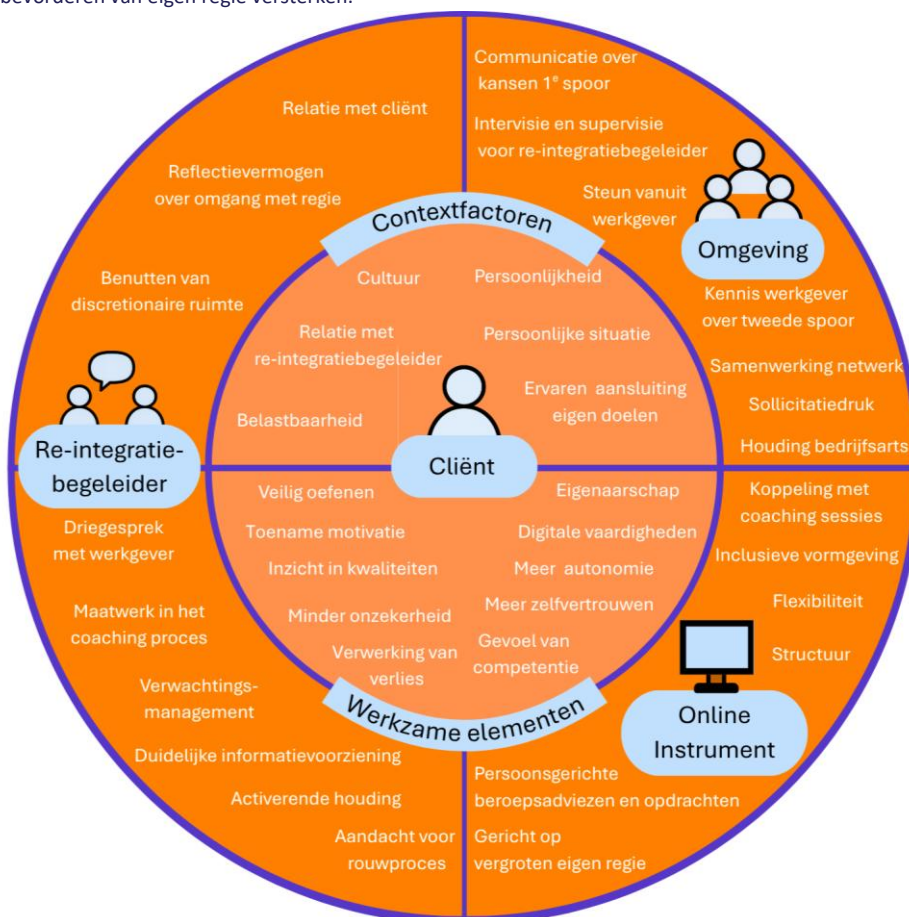 bevorderen van eigen regie versterken.
Relatie met cliënt
Reflectievermogen
over omgang met regie
Benutten van
discretionaire ruimte
Communicatie over
kansen 1e spoor
Intervisie en supervisie
voor re-integratiebegeleider
Steun vanuit
werkgever
Omgeving
Kennis werkgever
over tweede spoor
Samenwerking netwerk
Sollicitatiedruk
Houding bedrijfsarts
Contextfactoren
Cultuur
Persoonlijkheid
Relatie met
re-integratiebegeleider
Persoonlijke situatie
Belastbaarheid
Ervaren aansluiting
eigen doelen
Re-integratie-
begeleider
Cliënt
Veilig oefenen
Eigenaarschap
Toename motivatie
Digitale vaardigheden
Inzicht in kwaliteiten
Meer autonomie
Minder onzekerheid
Meer zelfvertrouwen
Verwerking van
verlies
Gevoel van
competentie
Werkzame elementen
Driegesprek
met werkgever
Maatwerk in het
coaching proces
Verwachtings-
management
Duidelijke informatievoorziening
Activerende houding
Aandacht voor
rouwproces
Koppeling met
coaching sessies
Inclusieve vormgeving
Flexibiliteit
Structuur
Online
Instrument
Persoonsgerichte
beroepsadviezen en opdrachten
Gericht op
vergroten eigen regie